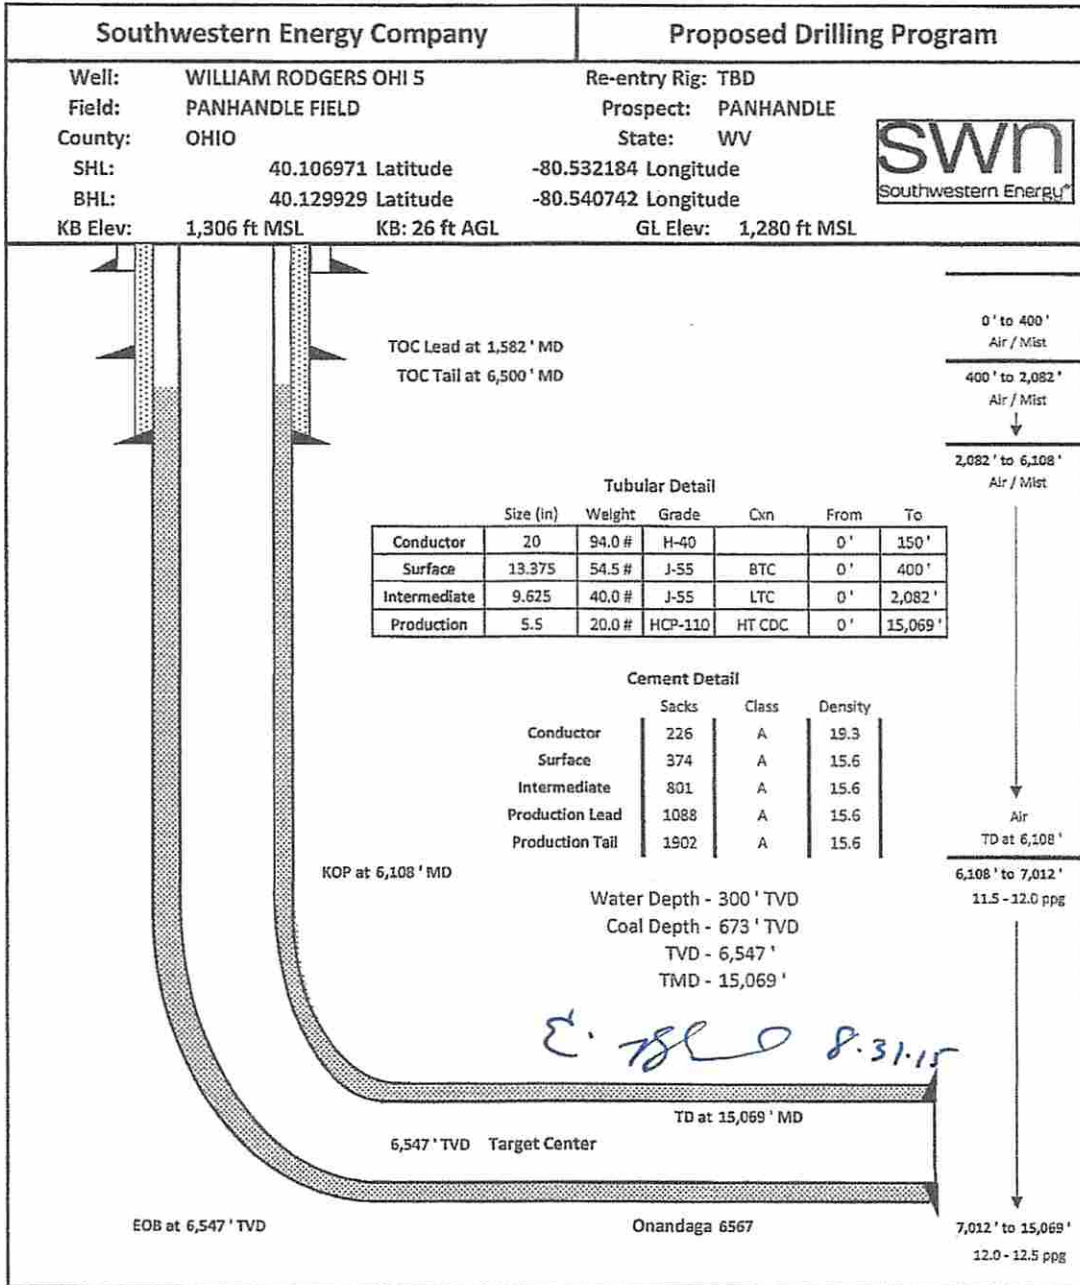 Southwestern Energy Company
Proposed Drilling Program
Well: WILLIAM RODGERS OHI 5 Re-entry Rig: TBD
Field: PANHANDLE FIELD Prospect: PANHANDLE
County: OHIO State: WV
SHL: 40.106971 Latitude -80.532184 Longitude
BHL: 40.129929 Latitude -80.540742 Longitude
KB Elev: 1,306 ft MSL KB: 26 ft AGL GL Elev: 1,280 ft MSL
swn
Southwestern Energy®
0' to 400'
Air / Mist
TOC Lead at 1,582' MD
TOC Tail at 6,500' MD
400' to 2,082'
Air / Mist
2,082' to 6,108'
Air / Mist
Tubular Detail
Size (in) Weight Grade Cxn From To
Conductor 20 94.0 # H-40 0' 150'
Surface 13.375 54.5 # J-55 BTC 0' 400'
Intermediate 9.625 40.0 # J-55 LTC 0' 2,082'
Production 5.5 20.0 # HCP-110 HT CDC 0' 15,069'
Cement Detail
Sacks Class Density
Conductor 226 A 19.3
Surface 374 A 15.6
Intermediate 801 A 15.6
Production Lead 1088 A 15.6
Production Tail 1902 A 15.6
Air
TD at 6,108'
KOP at 6,108' MD
6,108' to 7,012'
11.5 - 12.0 ppg
Water Depth - 300' TVD
Coal Depth - 673' TVD
TVD - 6,547'
TMD - 15,069'
E. 8.31.15
TD at 15,069' MD
6,547' TVD Target Center
EOB at 6,547' TVD
Onandaga 6567
7,012' to 15,069'
12.0 - 12.5 ppg